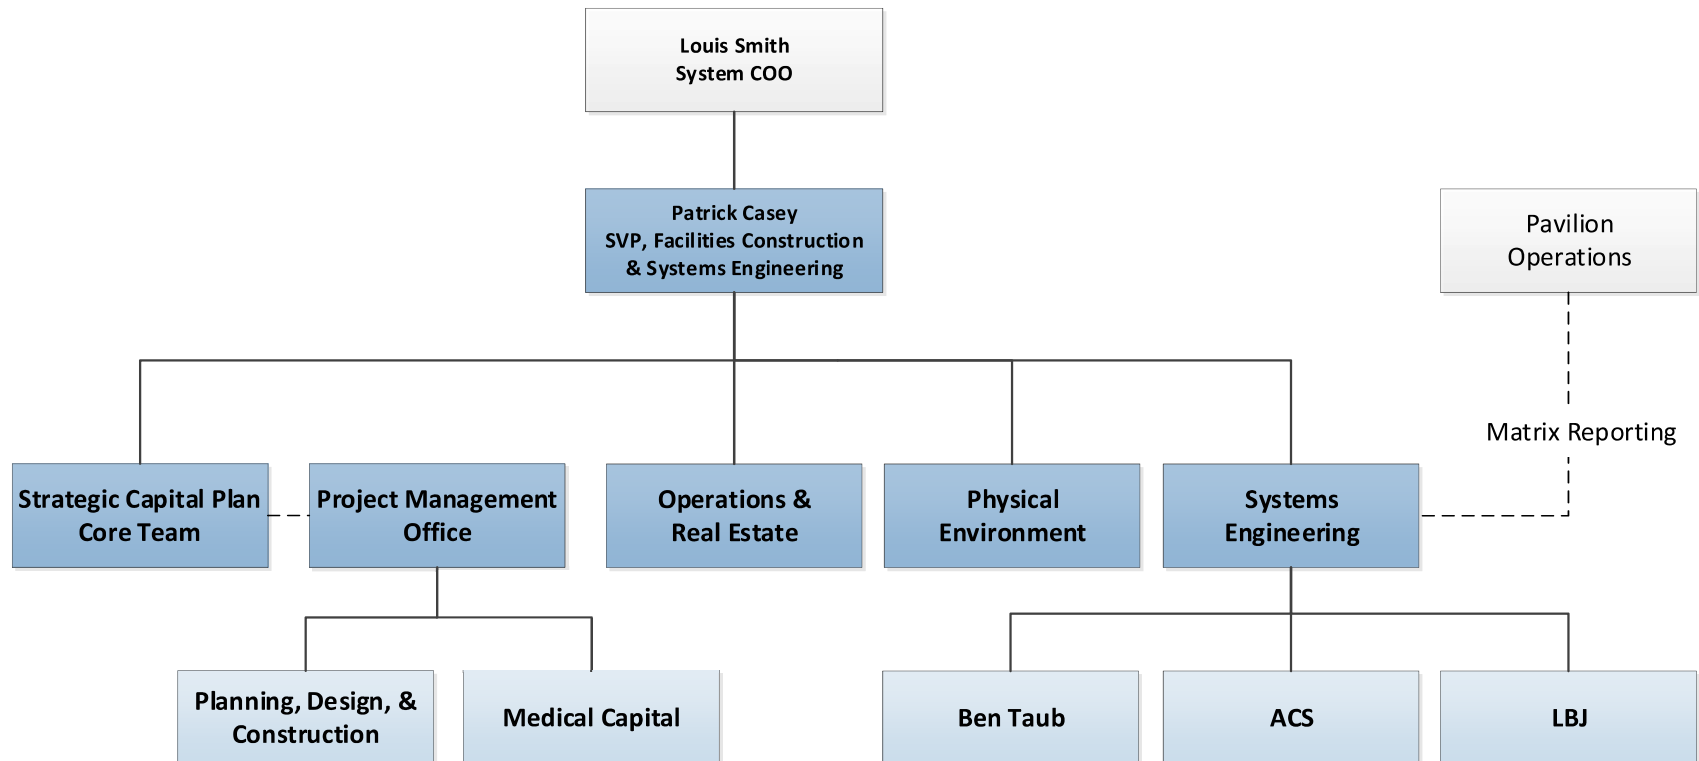 Louis Smith
System COO
Patrick Casey
SVP, Facilities Construction
& Systems Engineering
Pavilion
Operations
Matrix Reporting
Strategic Capital Plan
Core Team
Project Management
Office
Operations &
Real Estate
Physical
Environment
Systems
Engineering
Planning, Design, &
Construction
Medical Capital
Ben Taub
ACS
LBJ